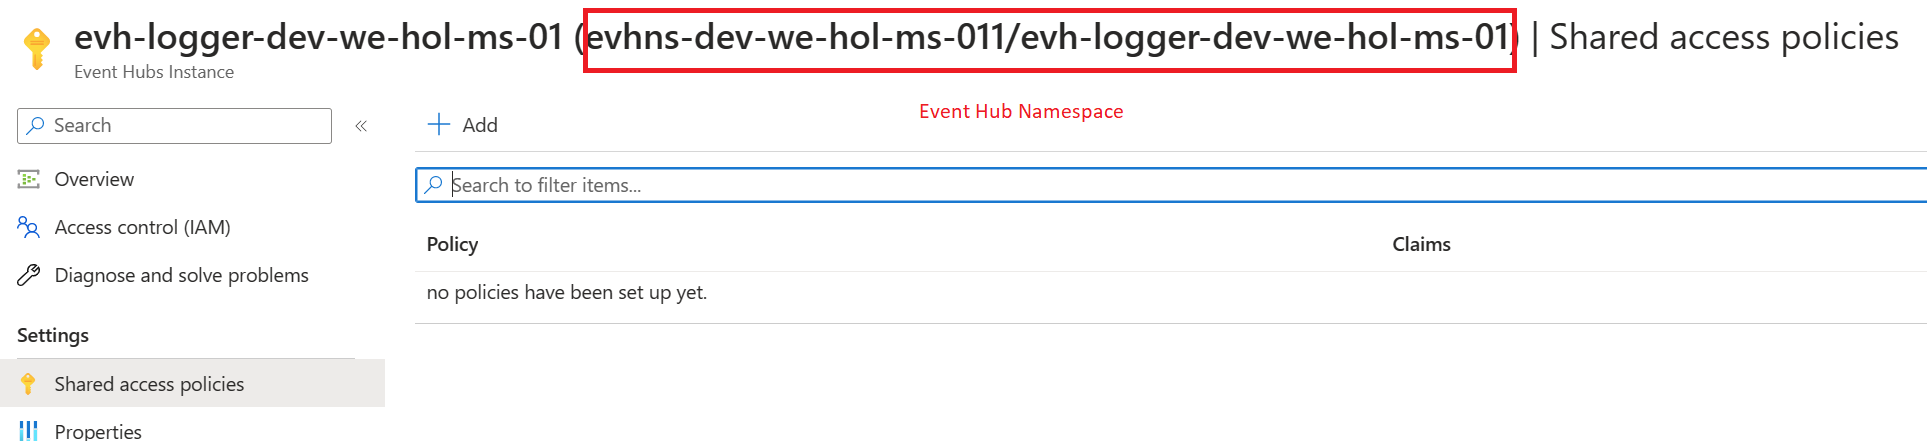 evh-logger-dev-we-hol-ms-01 (evhns-dev-we-hol-ms-011/evh-logger-dev-we-hol-ms-01) | Shared access policies
Event Hubs Instance
Search
«
Event Hub Namespace
Add
Overview
Search to filter items...
Access control (IAM)
Policy
Claims
Diagnose and solve problems
no policies have been set up yet.
Settings
Shared access policies
Properties